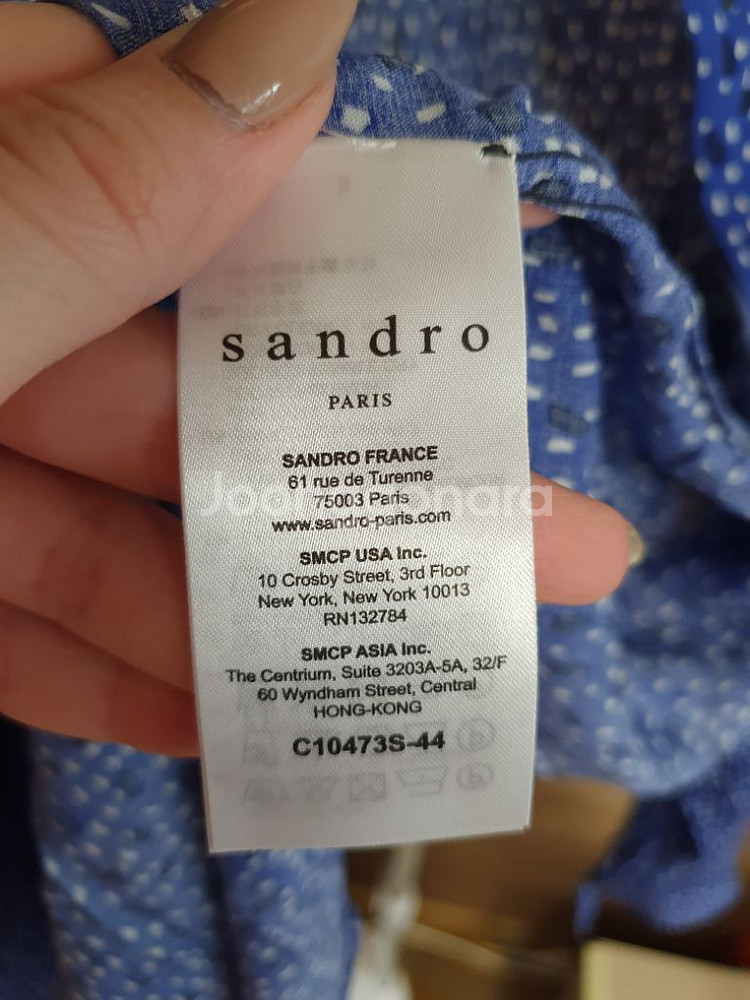 sandro
PARIS
SANDRO FRANCE
61 rue de Turenne
75003 Paris
www.sandro-paris.com
SMCP USA Inc.
10 Crosby Street, 3rd Floor
New York, New York 10013
RN132784
SMCP ASIA Inc.
The Centrium, Suite 3203A-5A, 32/F
60 Wyndham Street, Central
HONG-KONG
C10473S-44